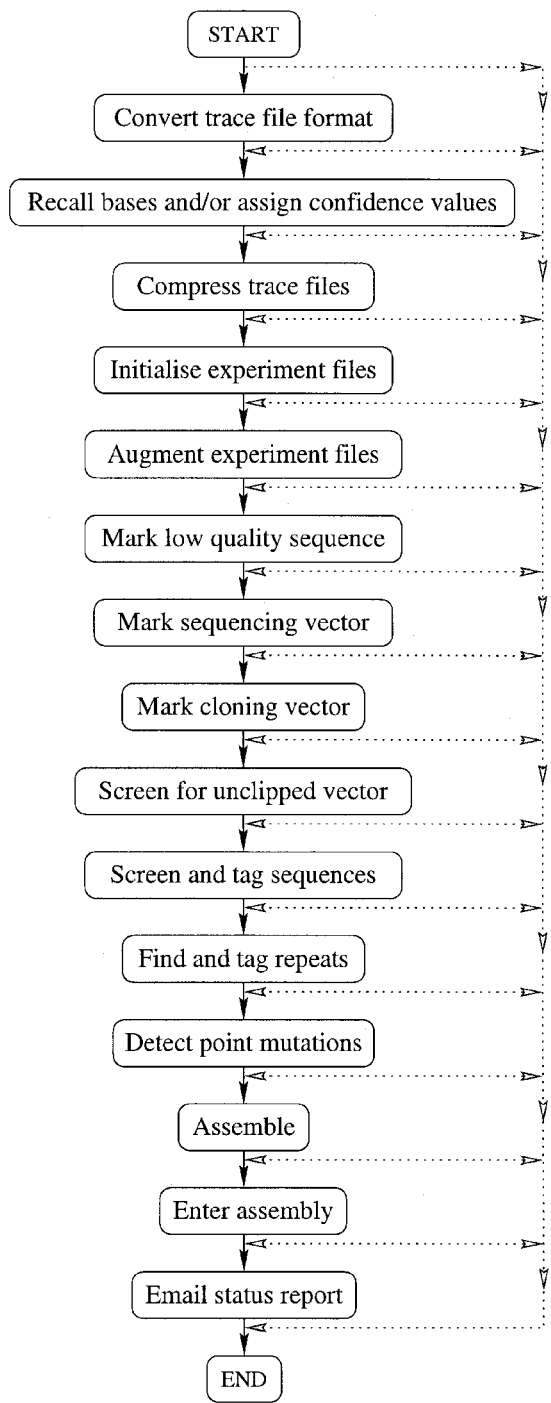 START
Convert trace file format
Recall bases and/or assign confidence values
Compress trace files
Initialise experiment files
Augment experiment files
Mark low quality sequence
Mark sequencing vector
Mark cloning vector
Screen for unclipped vector
Screen and tag sequences
Find and tag repeats
Detect point mutations
Assemble
Enter assembly
Email status report
END